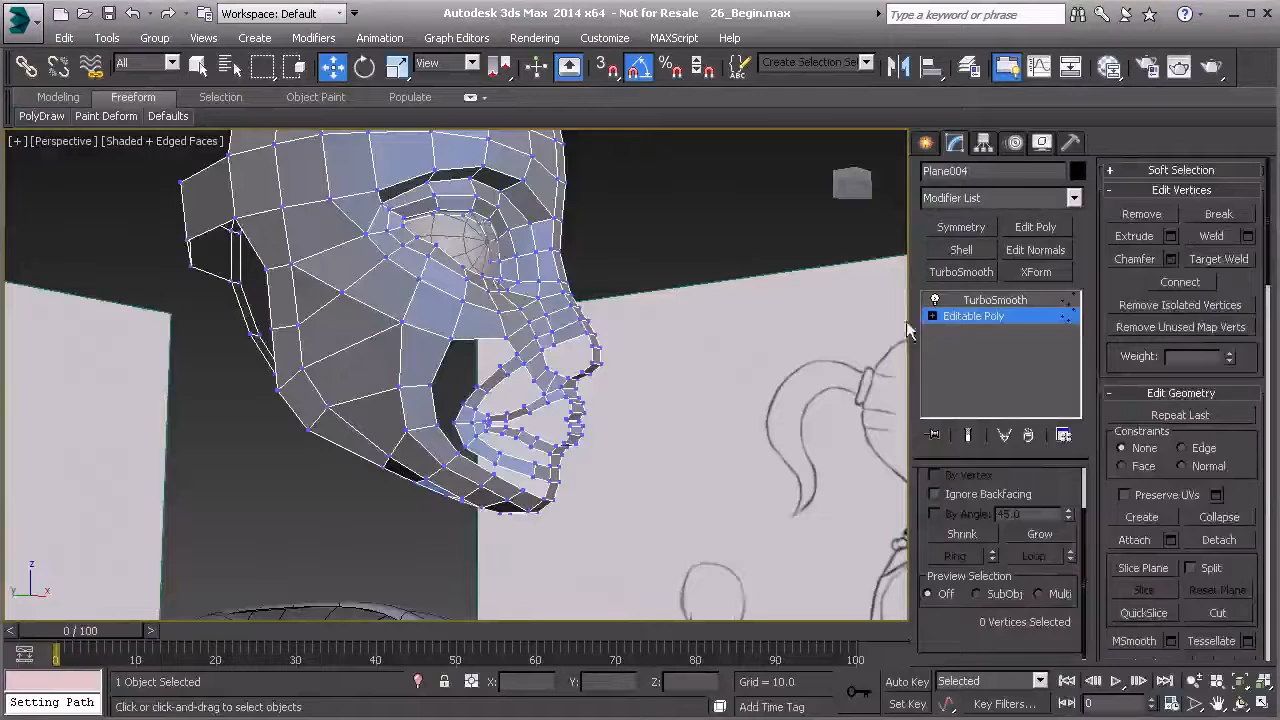 Workspace: Default
Autodesk 3ds Max 2014 x64 - Not for Resale 26_Begin.max
Type a keyword or phrase
Edit Tools Group Views Create Modifiers Animation Graph Editors Rendering Customize MAXScript Help
All View Create Selection Se
Modeling Freeform Selection Object Paint Populate
PolyDraw Paint Deform Defaults
[+] [Perspective] [Shaded + Edged Faces]
Plane004
Modifier List
Symmetry Edit Poly
Shell Edit Normals
TurboSmooth XForm
TurboSmooth
Editable Poly
By Vertex
Ignore Backfacing
By Angle: 45.0
Shrink Grow
Ring Loop
Preview Selection
Off SubObj Multi
0 Vertices Selected
+ Soft Selection
- Edit Vertices
Remove Break
Extrude Weld
Chamfer Target Weld
Connect
Remove Isolated Vertices
Remove Unused Map Verts
Weight:
- Edit Geometry
Repeat Last
Constraints
None Edge
Face Normal
Preserve UVs
Create Collapse
Attach Detach
Slice Plane Split
Slice Reset Plane
QuickSlice Cut
MSmooth Tessellate
z
y x
< 0 / 100 >
0 10 20 30 40 50 60 70 80 90 100
1 Object Selected X: Y: Z: Grid = 10.0 Auto Key Selected
Setting Path Click or click-and-drag to select objects Add Time Tag Set Key Key Filters... 0